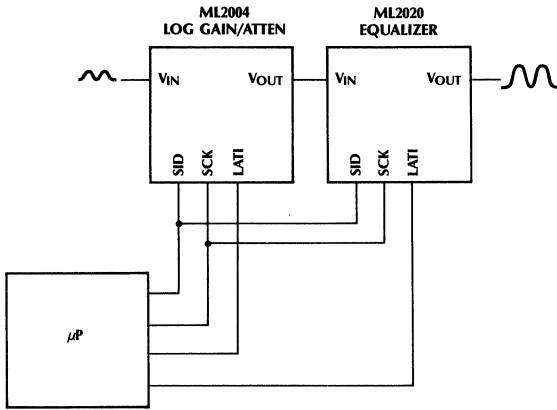 ML2004
LOG GAIN/ATTEN
ML2020
EQUALIZER
VIN
VOUT
VIN
VOUT
SID
SCK
LATI
SID
SCK
LATI
μP